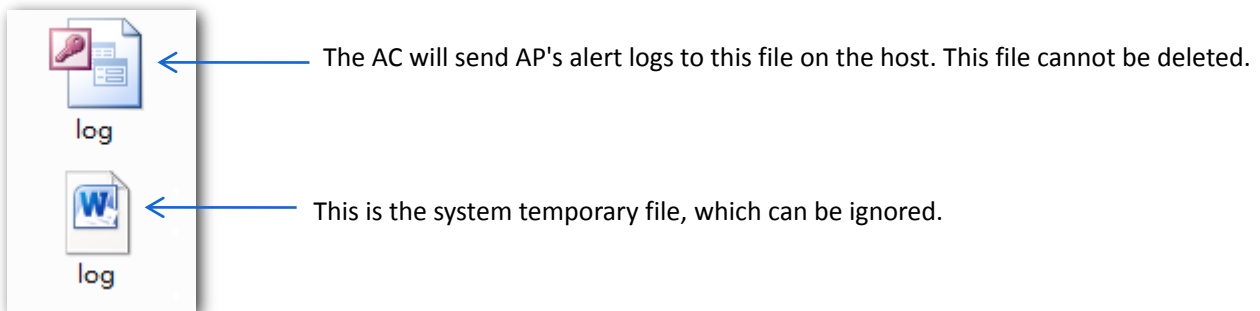 The AC will send AP's alert logs to this file on the host. This file cannot be deleted.
log
This is the system temporary file, which can be ignored.
W
log